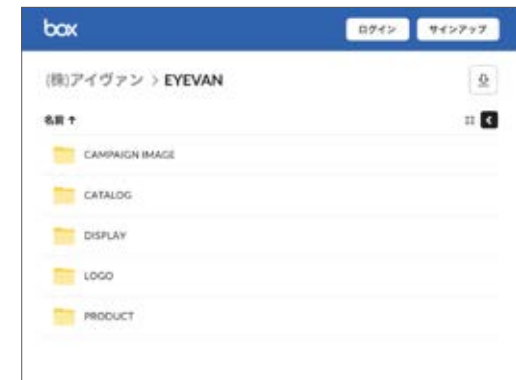 box
ログイン
サインアップ
(株)アイヴァン > EYEVAN
名前 ↑
CAMPAIGN IMAGE
CATALOG
DISPLAY
LOGO
PRODUCT